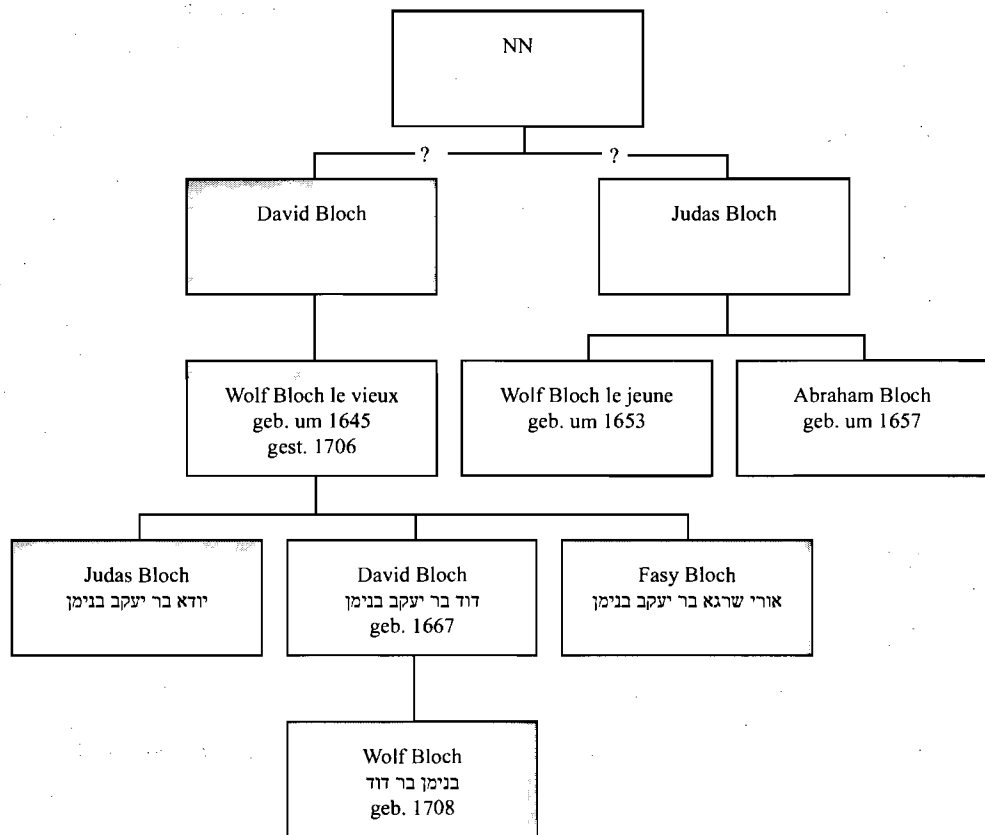 NN
?
?
David Bloch
Judas Bloch
Wolf Bloch le vieux
geb. um 1645
gest. 1706
Wolf Bloch le jeune
geb. um 1653
Abraham Bloch
geb. um 1657
Judas Bloch
יודא בר יעקב בנימן
David Bloch
דוד בר יעקב בנימן
geb. 1667
Fasy Bloch
אורי שרגא בר יעקב בנימן
Wolf Bloch
בנימן בר דוד
geb. 1708